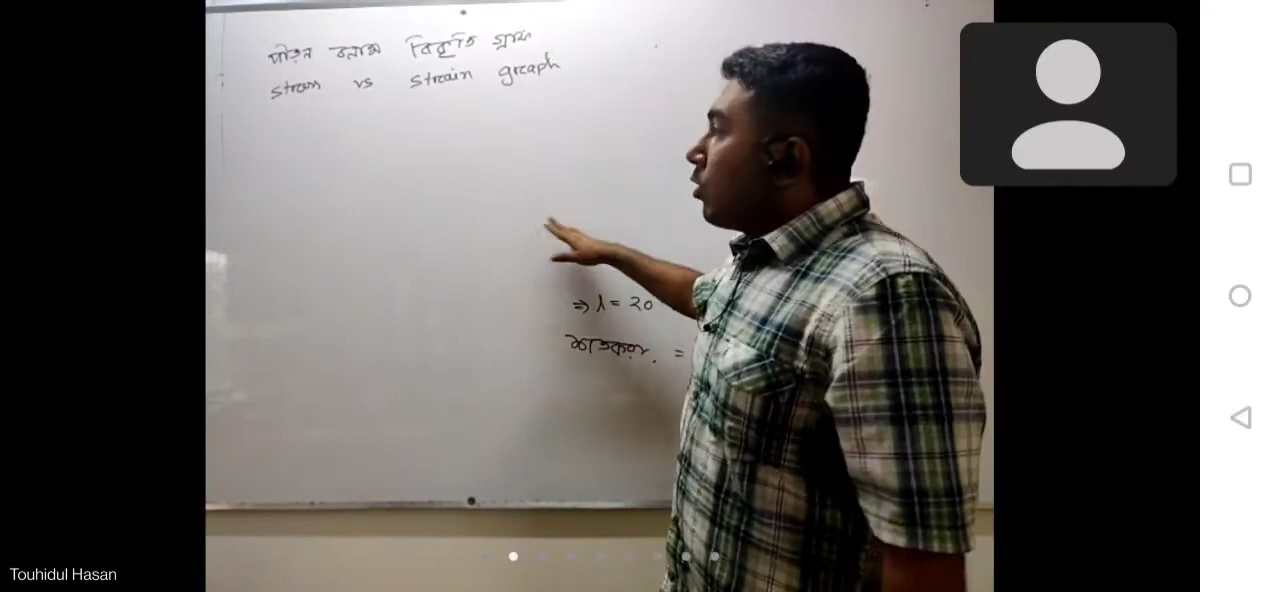 পীড়ন বনাম বিকৃতি গ্রাফ
stress vs strain graph
⇒ l = 20
শতকরা =
Touhidul Hasan